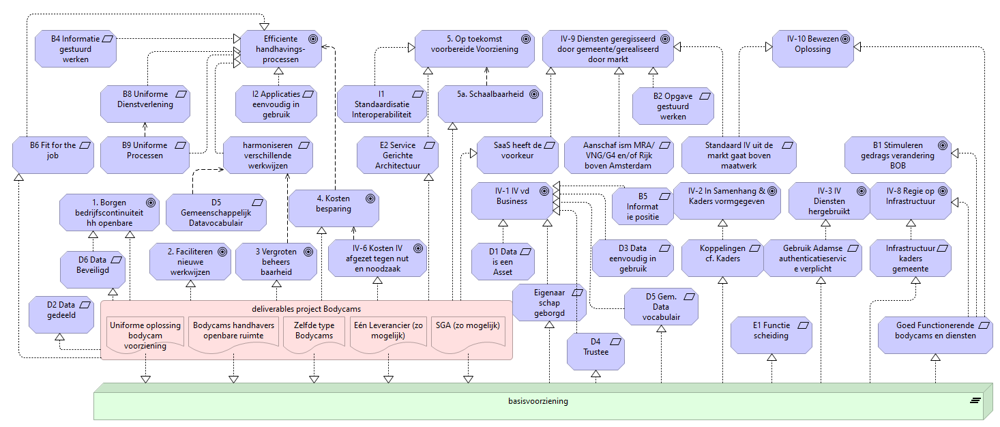 B4 Informatie
gestuurd
werken
Efficiente
handhavings-
processen
5. Op toekomst
voorbereide Voorziening
IV-9 Diensten geregisseerd
door gemeente/gerealiseerd
door markt
IV-10 Bewezen
Oplossing
B8 Uniforme
Dienstverlening
I2 Applicaties
eenvoudig in
gebruik
I1
Standaardisatie
Interoperabiliteit
5a. Schaalbaarheid
B2 Opgave
gestuurd
werken
B6 Fit for the
job
B9 Uniforme
Processen
harmoniseren
verschillende
werkwijzen
E2 Service
Gerichte
Architectuur
SaaS heeft de
voorkeur
Aanschaf ism MRA/
VNG/G4 en/of Rijk
boven Amsterdam
Standaard IV uit de
markt gaat boven
maatwerk
B1 Stimuleren
gedrags verandering
BOB
1. Borgen
bedrijfscontinuiteit
hh openbare
D5
Gemeenschappelijk
Datavocabulair
4. Kosten
besparing
IV-1 IV vd
Business
B5
Informat
ie positie
IV-2 In Samenhang &
Kaders vormgegeven
IV-3 IV
Diensten
hergebruikt
IV-8 Regie op
Infrastructuur
D6 Data
Beveiligd
2. Faciliteren
nieuwe
werkwijzen
3 Vergroten
beheers
baarheid
IV-6 Kosten IV
afgezet tegen nut
en noodzaak
D1 Data
is een
Asset
D3 Data
eenvoudig in
gebruik
Koppelingen
cf. Kaders
Gebruik Adamse
authenticatieservic
e verplicht
Infrastructuur
kaders
gemeente
D2 Data
gedeeld
deliverables project Bodycams
Uniforme oplossing
bodycam
voorziening
Bodycams handhavers
openbare ruimte
Zelfde type
Bodycams
Eén Leverancier (zo
mogelijk)
SGA (zo mogelijk)
Eigenaar
schap
geborgd
D5 Gem.
Data
vocabulair
D4
Trustee
E1 Functie
scheiding
Goed Functionerende
bodycams en diensten
basisvoorziening